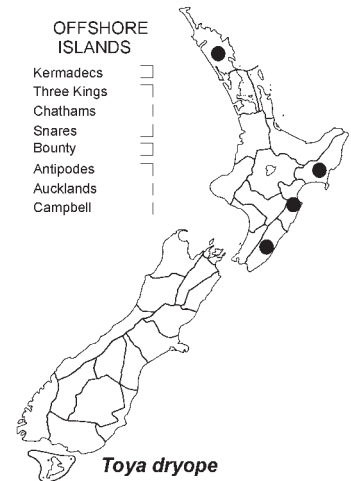 OFFSHORE
ISLANDS
Kermadecs
Three Kings
Chathams
Snares
Bounty
Antipodes
Aucklands
Campbell
Toya dryope